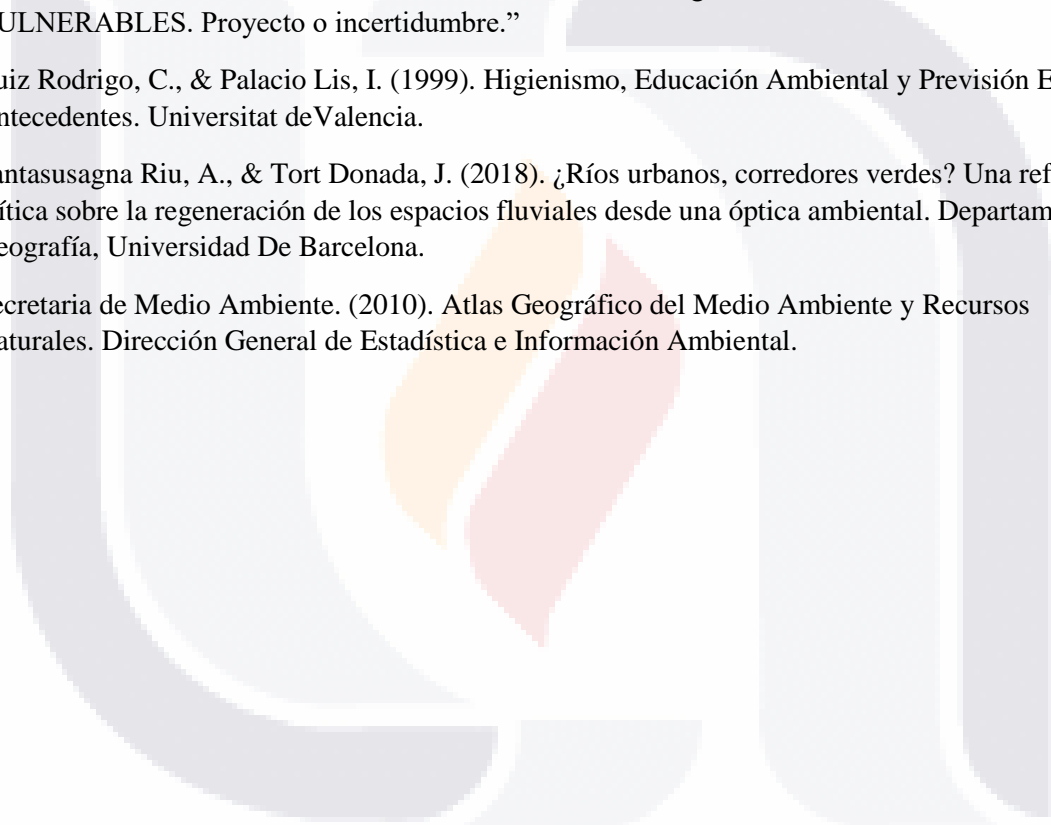 ULNERABLES. Proyecto o incertidumbre.”
uiz Rodrigo, C., & Palacio Lis, I. (1999). Higienismo, Educación Ambiental y Previsión E
ntecedentes. Universitat deValencia.
antasusagna Riu, A., & Tort Donada, J. (2018). ¿Ríos urbanos, corredores verdes? Una ref
ítica sobre la regeneración de los espacios fluviales desde una óptica ambiental. Departam
eografía, Universidad De Barcelona.
ecretaria de Medio Ambiente. (2010). Atlas Geográfico del Medio Ambiente y Recursos
aturales. Dirección General de Estadística e Información Ambiental.